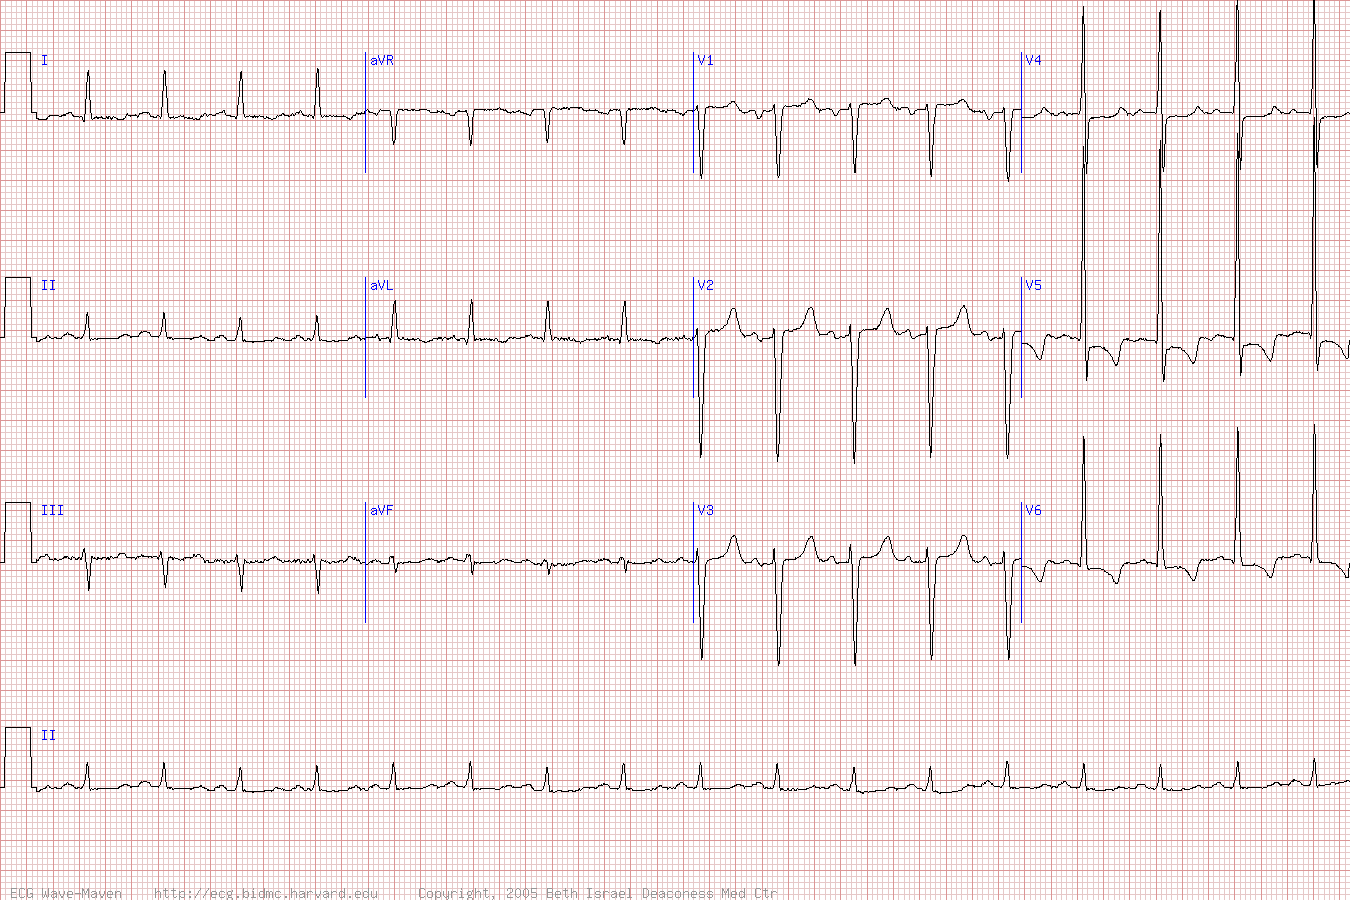 I aVR V1 V4
II aVL V2 V5
III aVF V3 V6
II
ECG Wave-Maven http://ecg.bidmc.harvard.edu Copyright, 2005 Beth Israel Deaconess Med Ctr